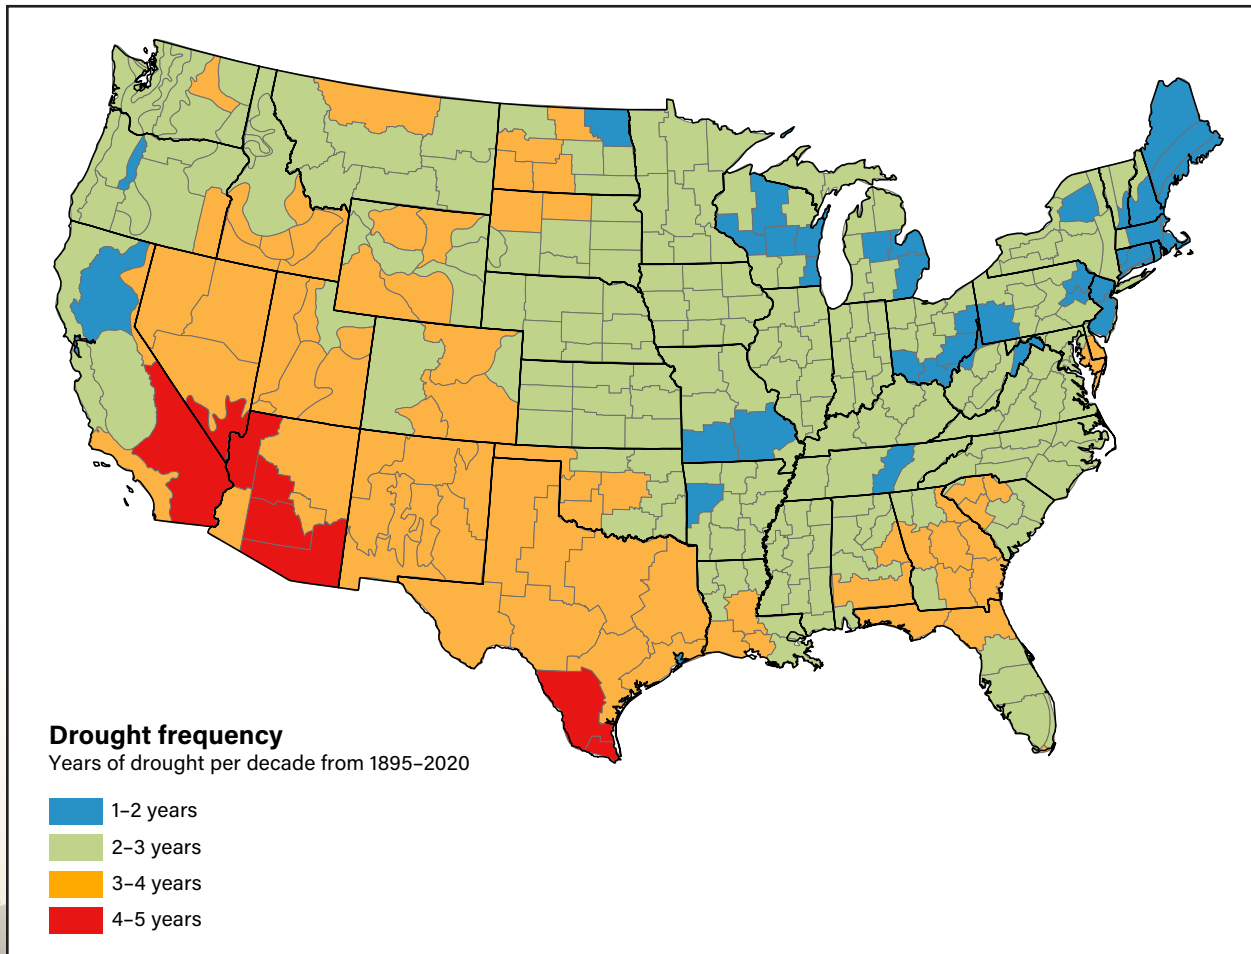 Drought frequency
Years of drought per decade from 1895–2020
1–2 years
2–3 years
3–4 years
4–5 years